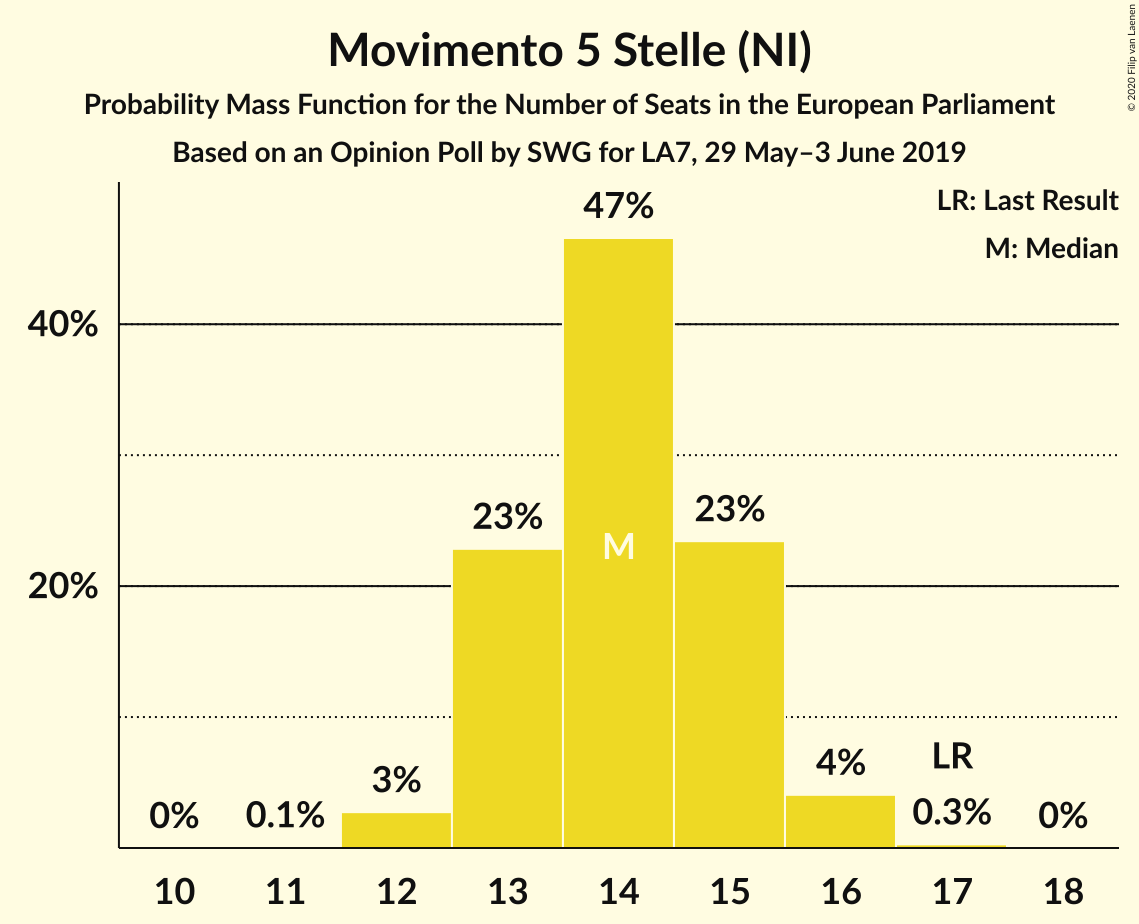 Movimento 5 Stelle (NI)
Probability Mass Function for the Number of Seats in the European Parliament
Based on an Opinion Poll by SWG for LA7, 29 May–3 June 2019
© 2020 Filip van Laenen
LR: Last Result
M: Median
47%
40%
23%
23%
M
20%
3%
4%
LR
0%
0.1%
0.3%
0%
10 11 12 13 14 15 16 17 18